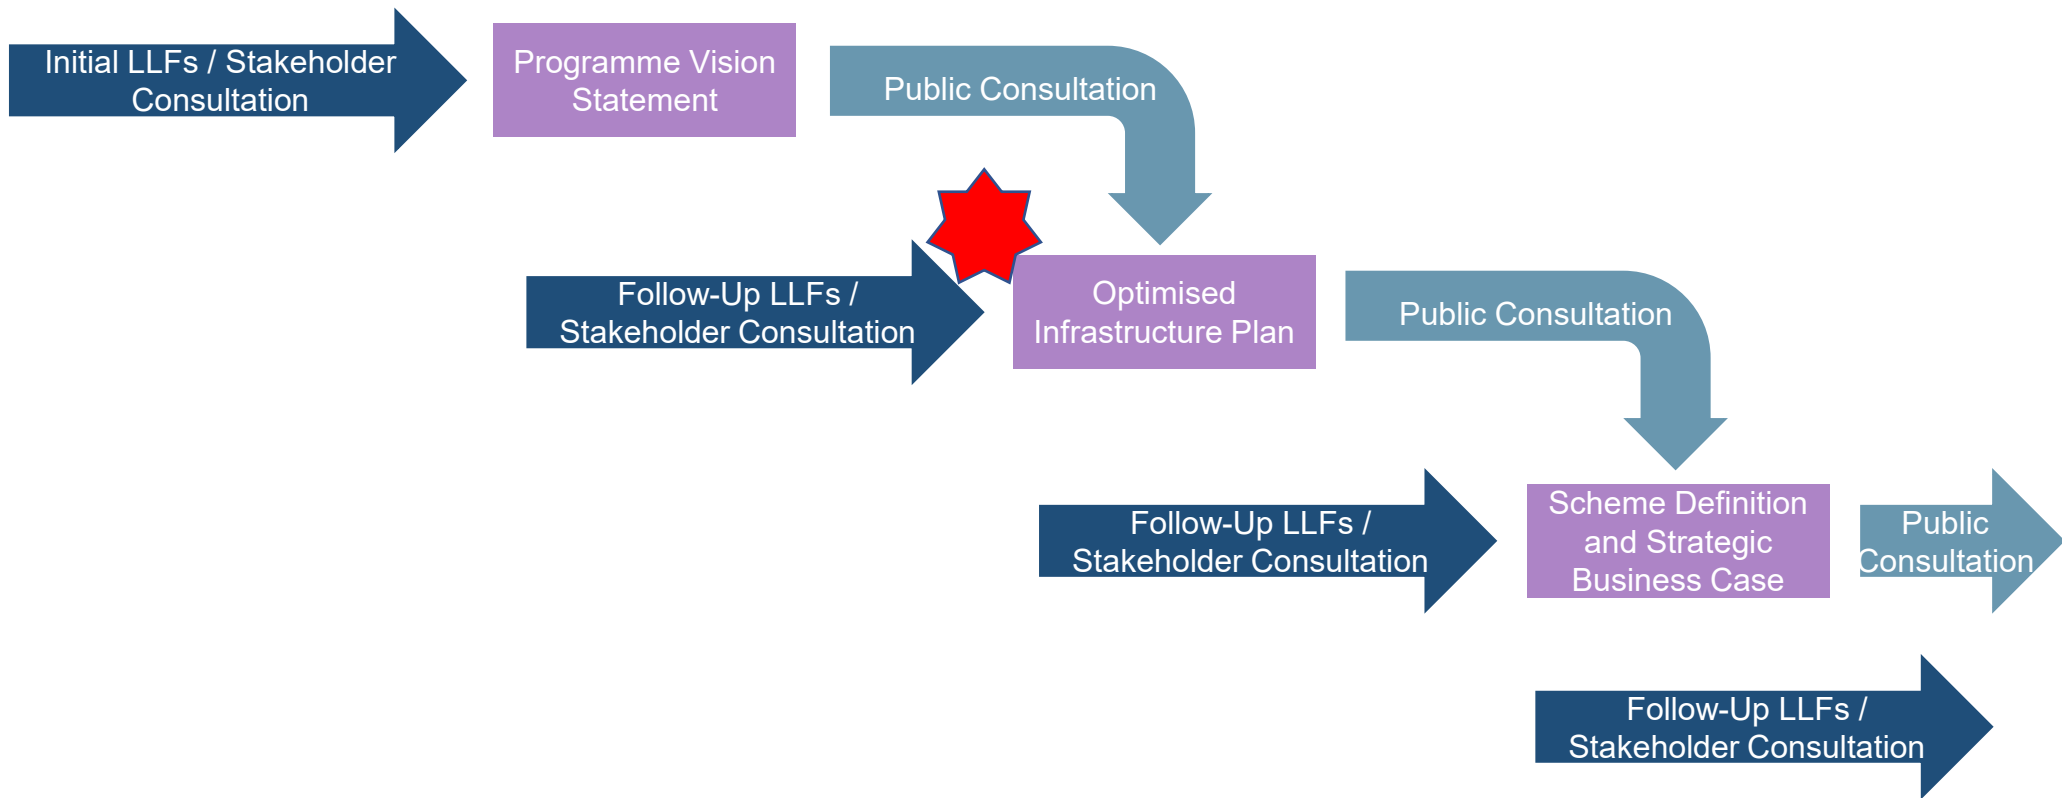 Initial LLFs / Stakeholder
Consultation
Programme Vision
Statement
Public Consultation
Follow-Up LLFs /
Stakeholder Consultation
Optimised
Infrastructure Plan
Public Consultation
Follow-Up LLFs /
Stakeholder Consultation
Scheme Definition
and Strategic
Business Case
Public
Consultation
Follow-Up LLFs /
Stakeholder Consultation